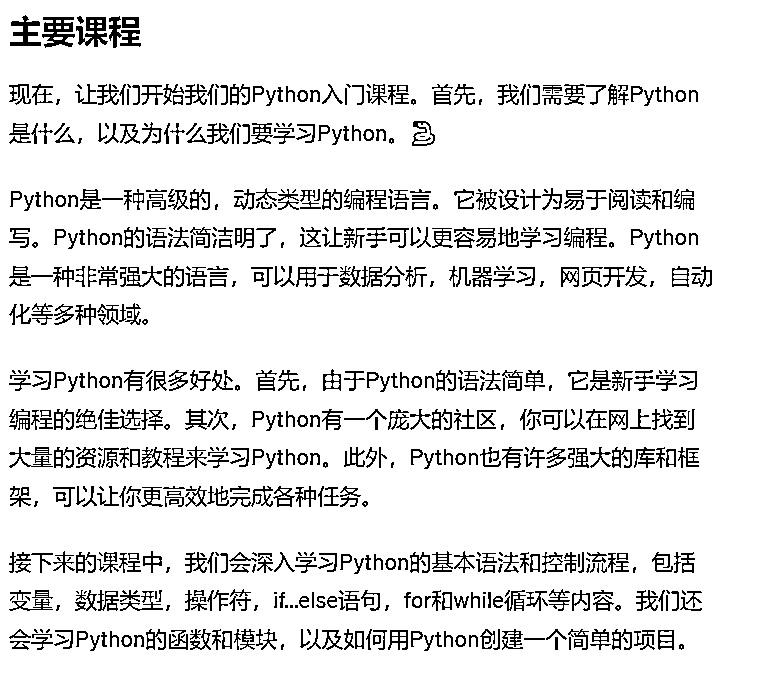 主要课程
现在，让我们开始我们的Python入门课程。首先，我们需要了解Python
是什么，以及为什么我们要学习Python。🐍
Python是一种高级的，动态类型的编程语言。它被设计为易于阅读和编
写。Python的语法简洁明了，这让新手可以更容易地学习编程。Python
是一种非常强大的语言，可以用于数据分析，机器学习，网页开发，自动
化等多种领域。
学习Python有很多好处。首先，由于Python的语法简单，它是新手学习
编程的绝佳选择。其次，Python有一个庞大的社区，你可以在网上找到
大量的资源和教程来学习Python。此外，Python也有许多强大的库和框
架，可以让你更高效地完成各种任务。
接下来的课程中，我们会深入学习Python的基本语法和控制流程，包括
变量，数据类型，操作符，if...else语句，for和while循环等内容。我们还
会学习Python的函数和模块，以及如何用Python创建一个简单的项目。